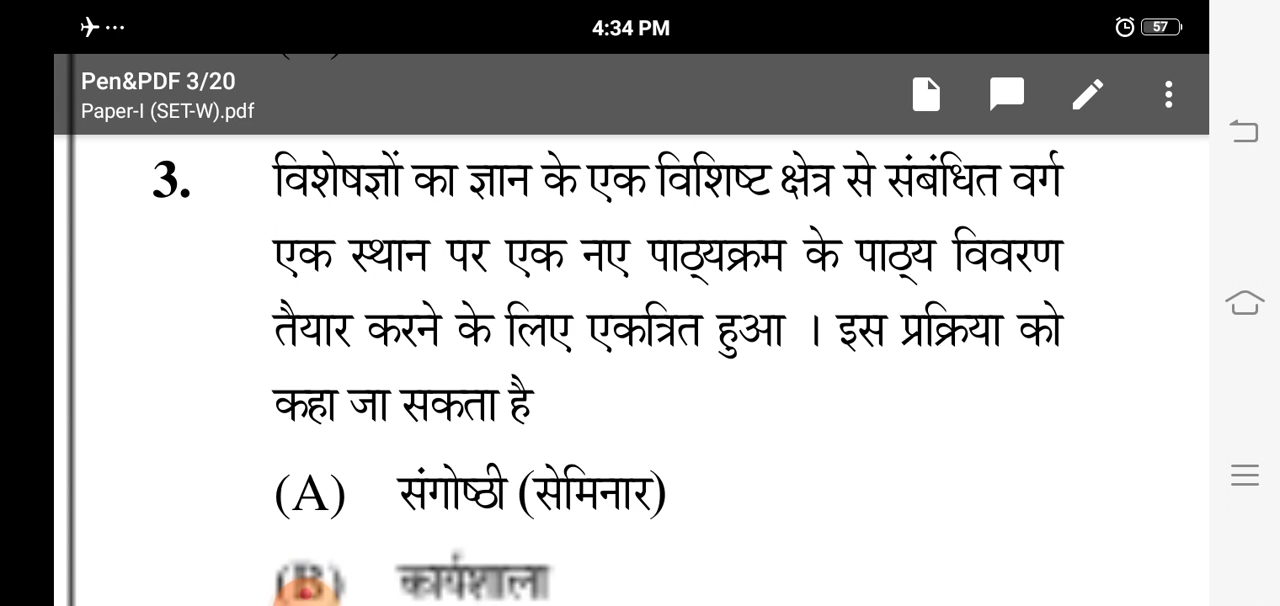 4:34 PM
57
Pen&PDF 3/20
Paper-I (SET-W).pdf
3. विशेषज्ञों का ज्ञान के एक विशिष्ट क्षेत्र से संबंधित वर्ग
एक स्थान पर एक नए पाठ्यक्रम के पाठ्य विवरण
तैयार करने के लिए एकत्रित हुआ । इस प्रक्रिया को
कहा जा सकता है
(A) संगोष्ठी (सेमिनार)
(B) कार्यशाला